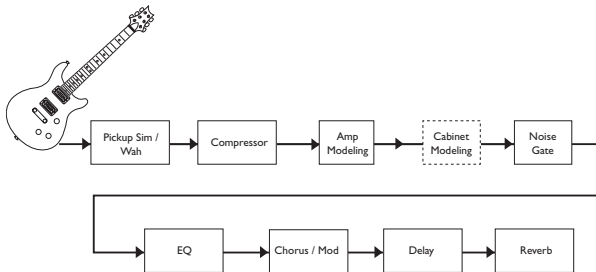 Pickup Sim /
Wah
Compressor
Amp
Modeling
Cabinet
Modeling
Noise
Gate
EQ
Chorus / Mod
Delay
Reverb